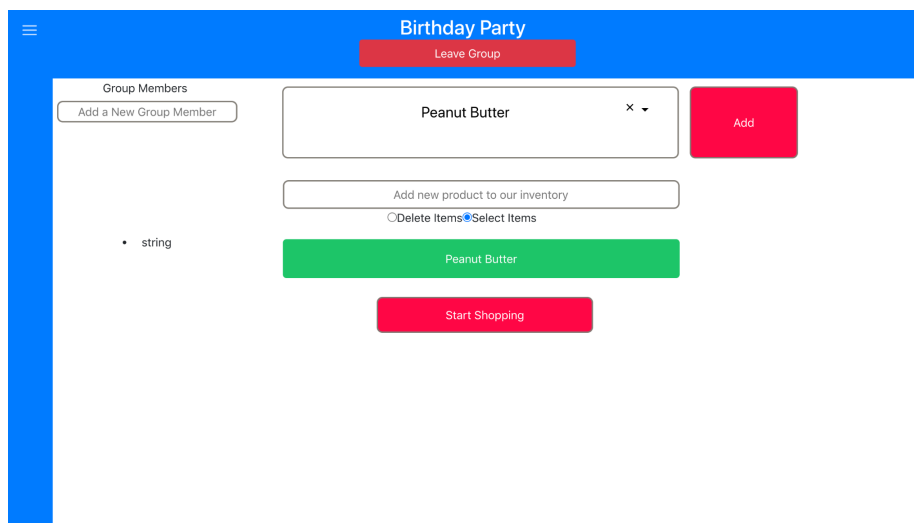 Birthday Party
Leave Group
Group Members
Add a New Group Member
Peanut Butter
Add
Add new product to our inventory
Delete Items Select Items
string
Peanut Butter
Start Shopping